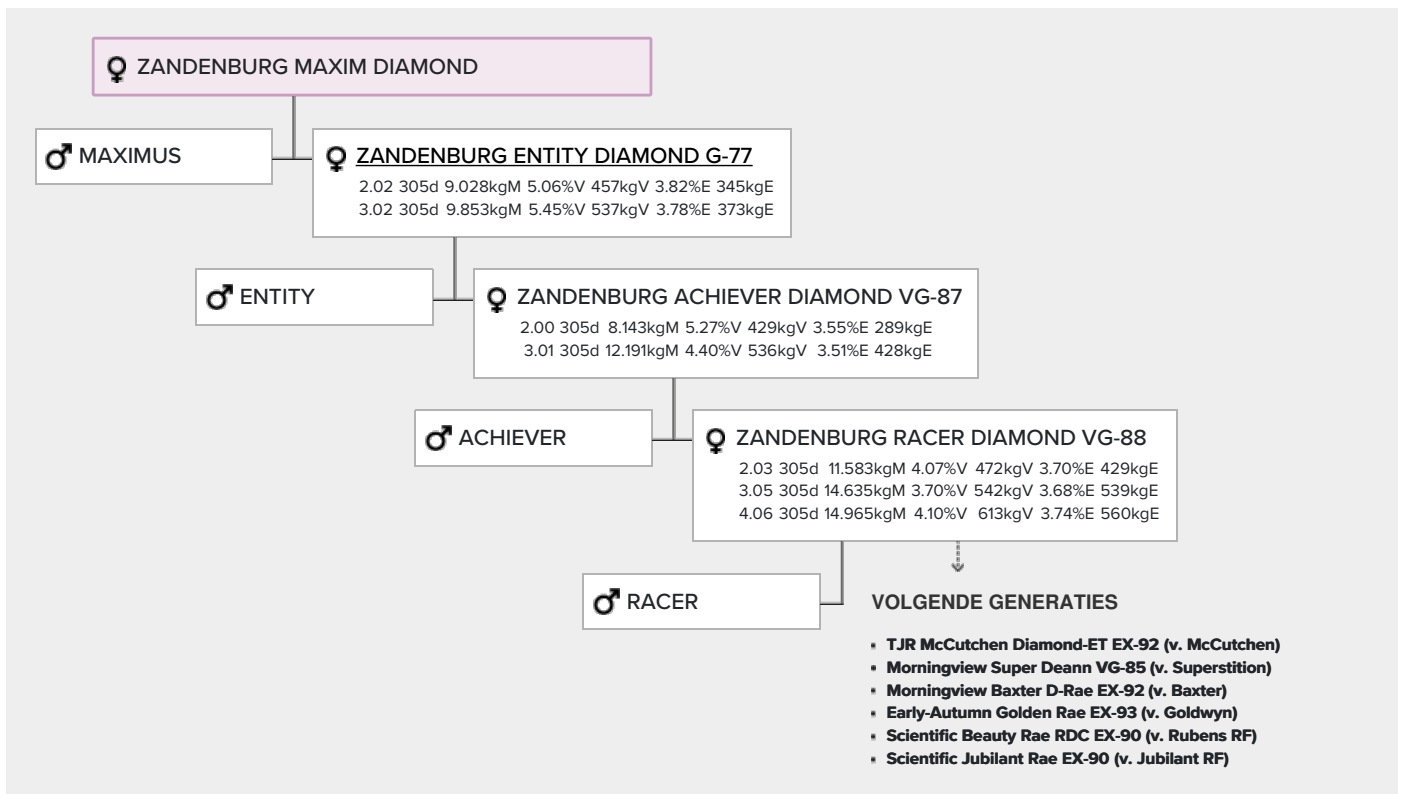 ZANDENBURG MAXIM DIAMOND
MAXIMUS
ZANDENBURG ENTITY DIAMOND G-77
2.02 305d 9.028kgM 5.06%V 457kgV 3.82%E 345kgE
3.02 305d 9.853kgM 5.45%V 537kgV 3.78%E 373kgE
ENTITY
ZANDENBURG ACHIEVER DIAMOND VG-87
2.00 305d 8.143kgM 5.27%V 429kgV 3.55%E 289kgE
3.01 305d 12.191kgM 4.40%V 536kgV 3.51%E 428kgE
ACHIEVER
ZANDENBURG RACER DIAMOND VG-88
2.03 305d 11.583kgM 4.07%V 472kgV 3.70%E 429kgE
3.05 305d 14.635kgM 3.70%V 542kgV 3.68%E 539kgE
4.06 305d 14.965kgM 4.10%V 613kgV 3.74%E 560kgE
RACER
VOLGENDE GENERATIES
TJR McCutchen Diamond-ET EX-92 (v. McCutchen)
Morningview Super Deann VG-85 (v. Superstition)
Morningview Baxter D-Rae EX-92 (v. Baxter)
Early-Autumn Golden Rae EX-93 (v. Goldwyn)
Scientific Beauty Rae RDC EX-90 (v. Rubens RF)
Scientific Jubilant Rae EX-90 (v. Jubilant RF)